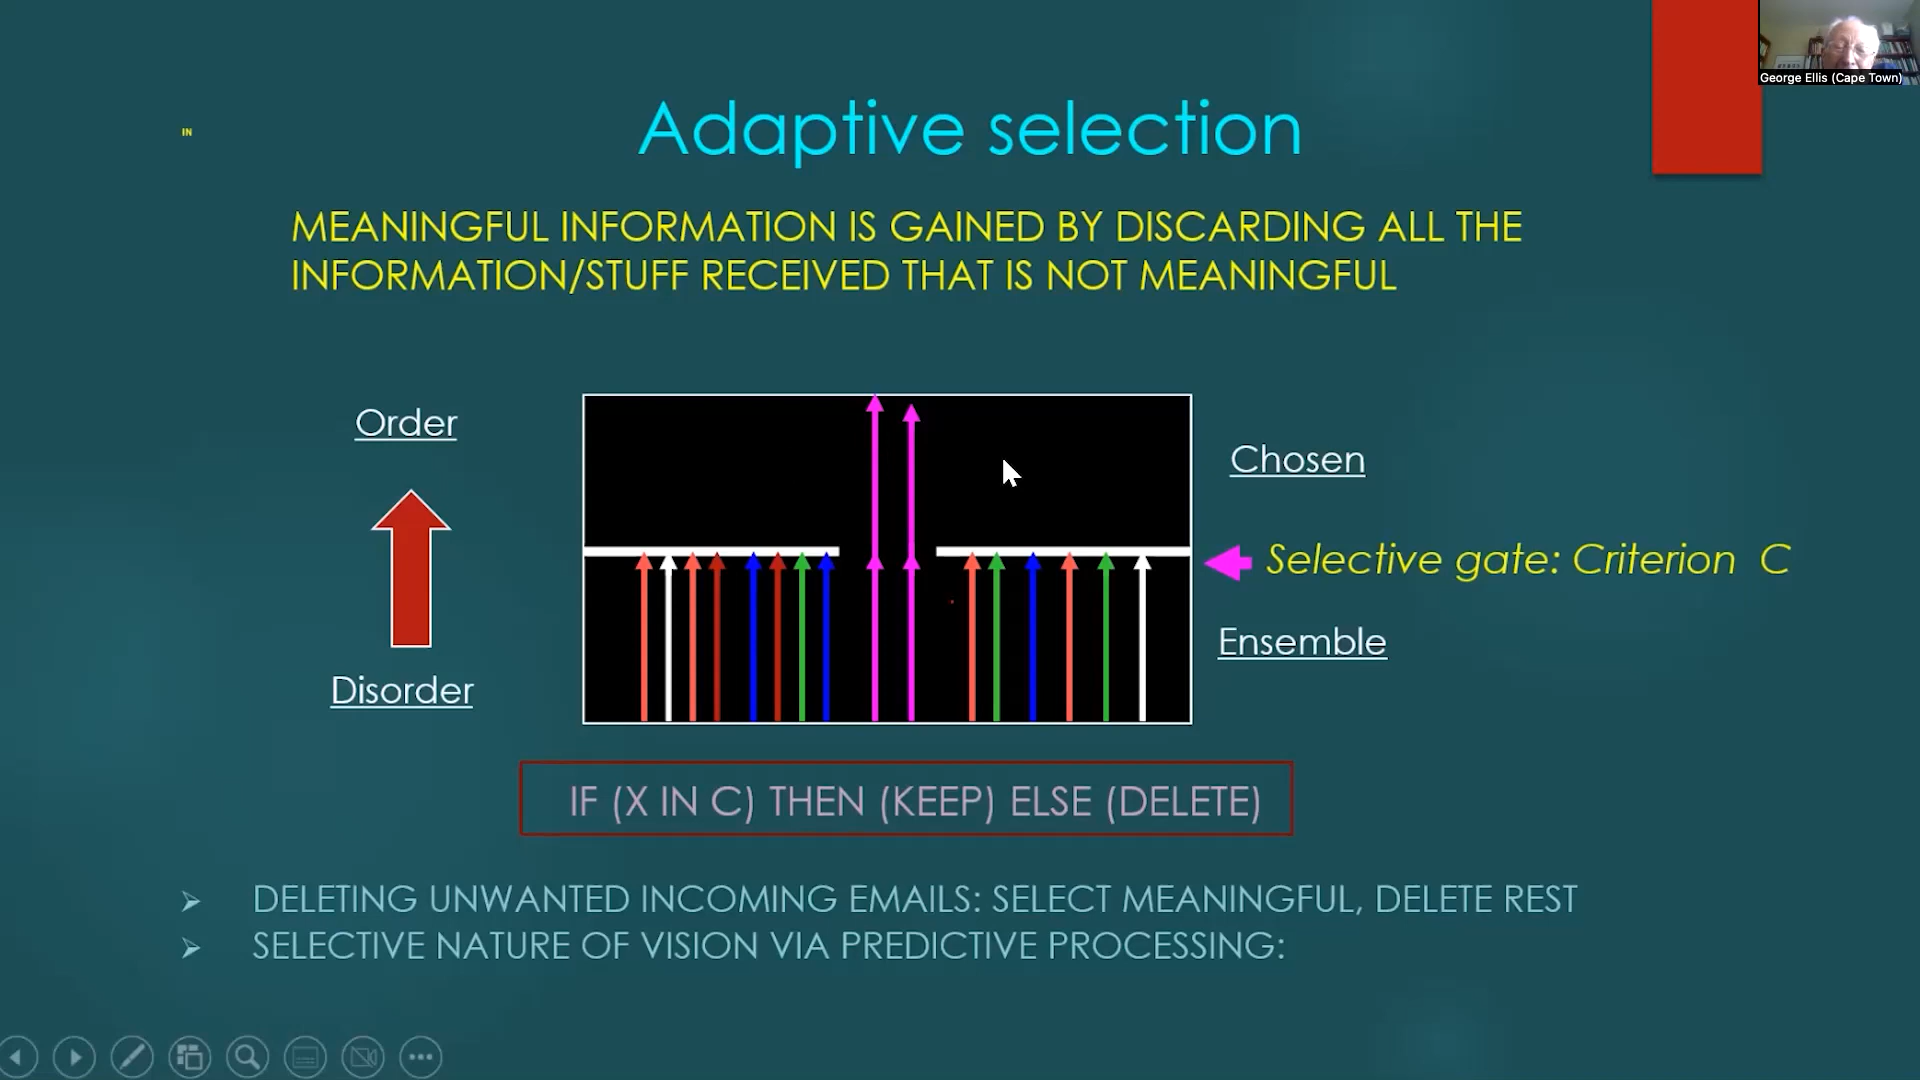 George Ellis (Cape Town)
Adaptive selection
IN
MEANINGFUL INFORMATION IS GAINED BY DISCARDING ALL THE
INFORMATION/STUFF RECEIVED THAT IS NOT MEANINGFUL
Order
Chosen
Selective gate: Criterion C
Ensemble
Disorder
IF (X IN C) THEN (KEEP) ELSE (DELETE)
DELETING UNWANTED INCOMING EMAILS: SELECT MEANINGFUL, DELETE REST
SELECTIVE NATURE OF VISION VIA PREDICTIVE PROCESSING: